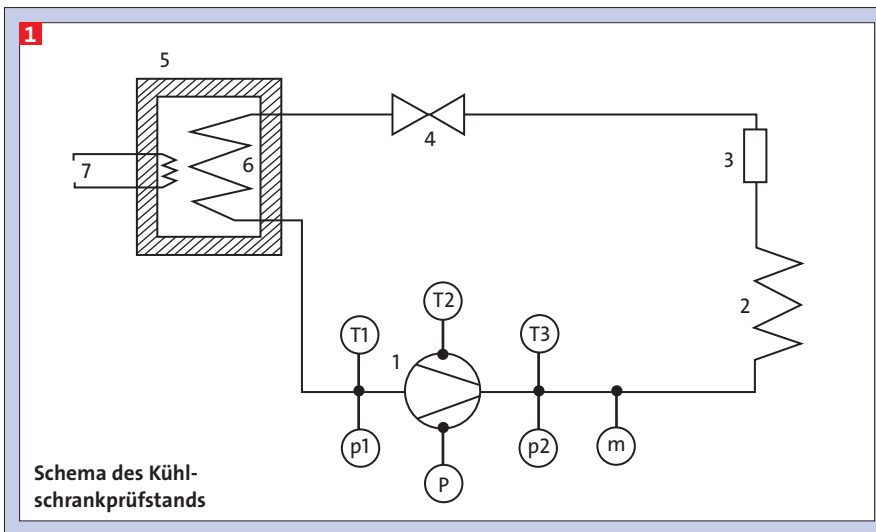 1
5
7
6
4
3
2
T2
T1
1
T3
p1
p2
m
P
Schema des Kühl-
schrankprüfstands